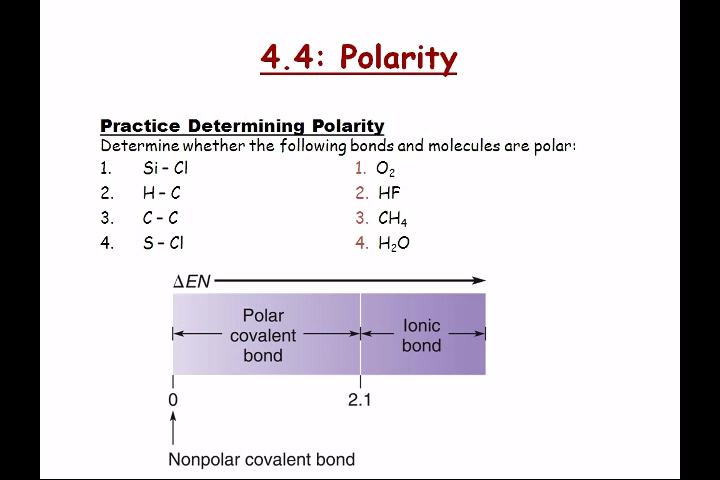 4.4: Polarity
Practice Determining Polarity
Determine whether the following bonds and molecules are polar:
1. Si – Cl
2. H – C
3. C – C
4. S – Cl
1. O₂
2. HF
3. CH₄
4. H₂O
ΔEN
Polar
covalent
bond
Ionic
bond
0
2.1
Nonpolar covalent bond